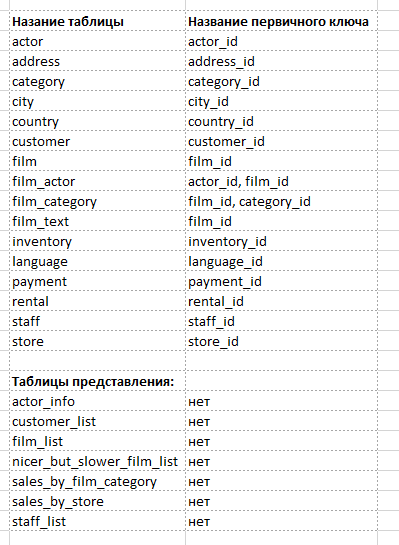 Назание таблицы Название первичного ключа
actor actor_id
address address_id
category category_id
city city_id
country country_id
customer customer_id
film film_id
film_actor actor_id, film_id
film_category film_id, category_id
film_text film_id
inventory inventory_id
language language_id
payment payment_id
rental rental_id
staff staff_id
store store_id
Таблицы представления:
actor_info нет
customer_list нет
film_list нет
nicer_but_slower_film_list нет
sales_by_film_category нет
sales_by_store нет
staff_list нет